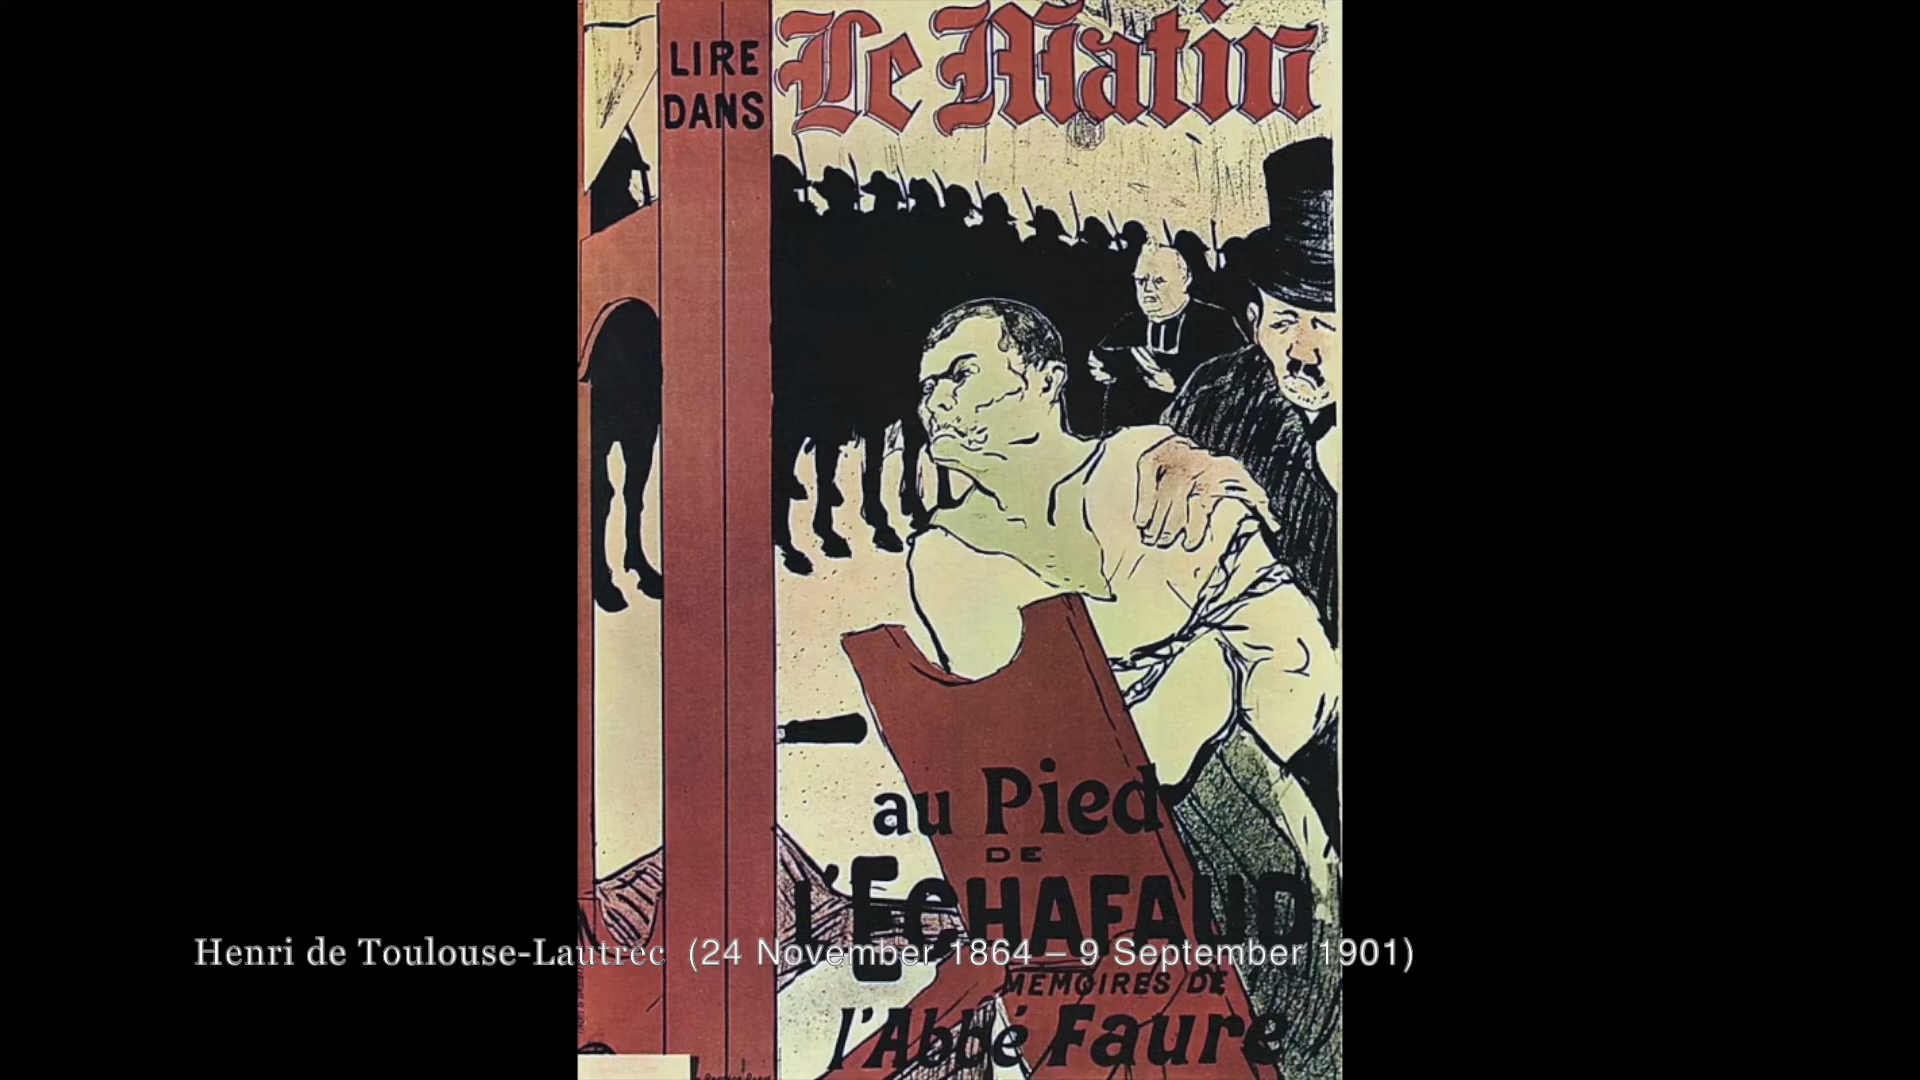 LIRE
DANS
Le Matin
au Pied
DE
L'ECHAFAUD
Henri de Toulouse-Lautrec (24 November 1864 – 9 September 1901)
MEMOIRES DE
l'Abbé Faure